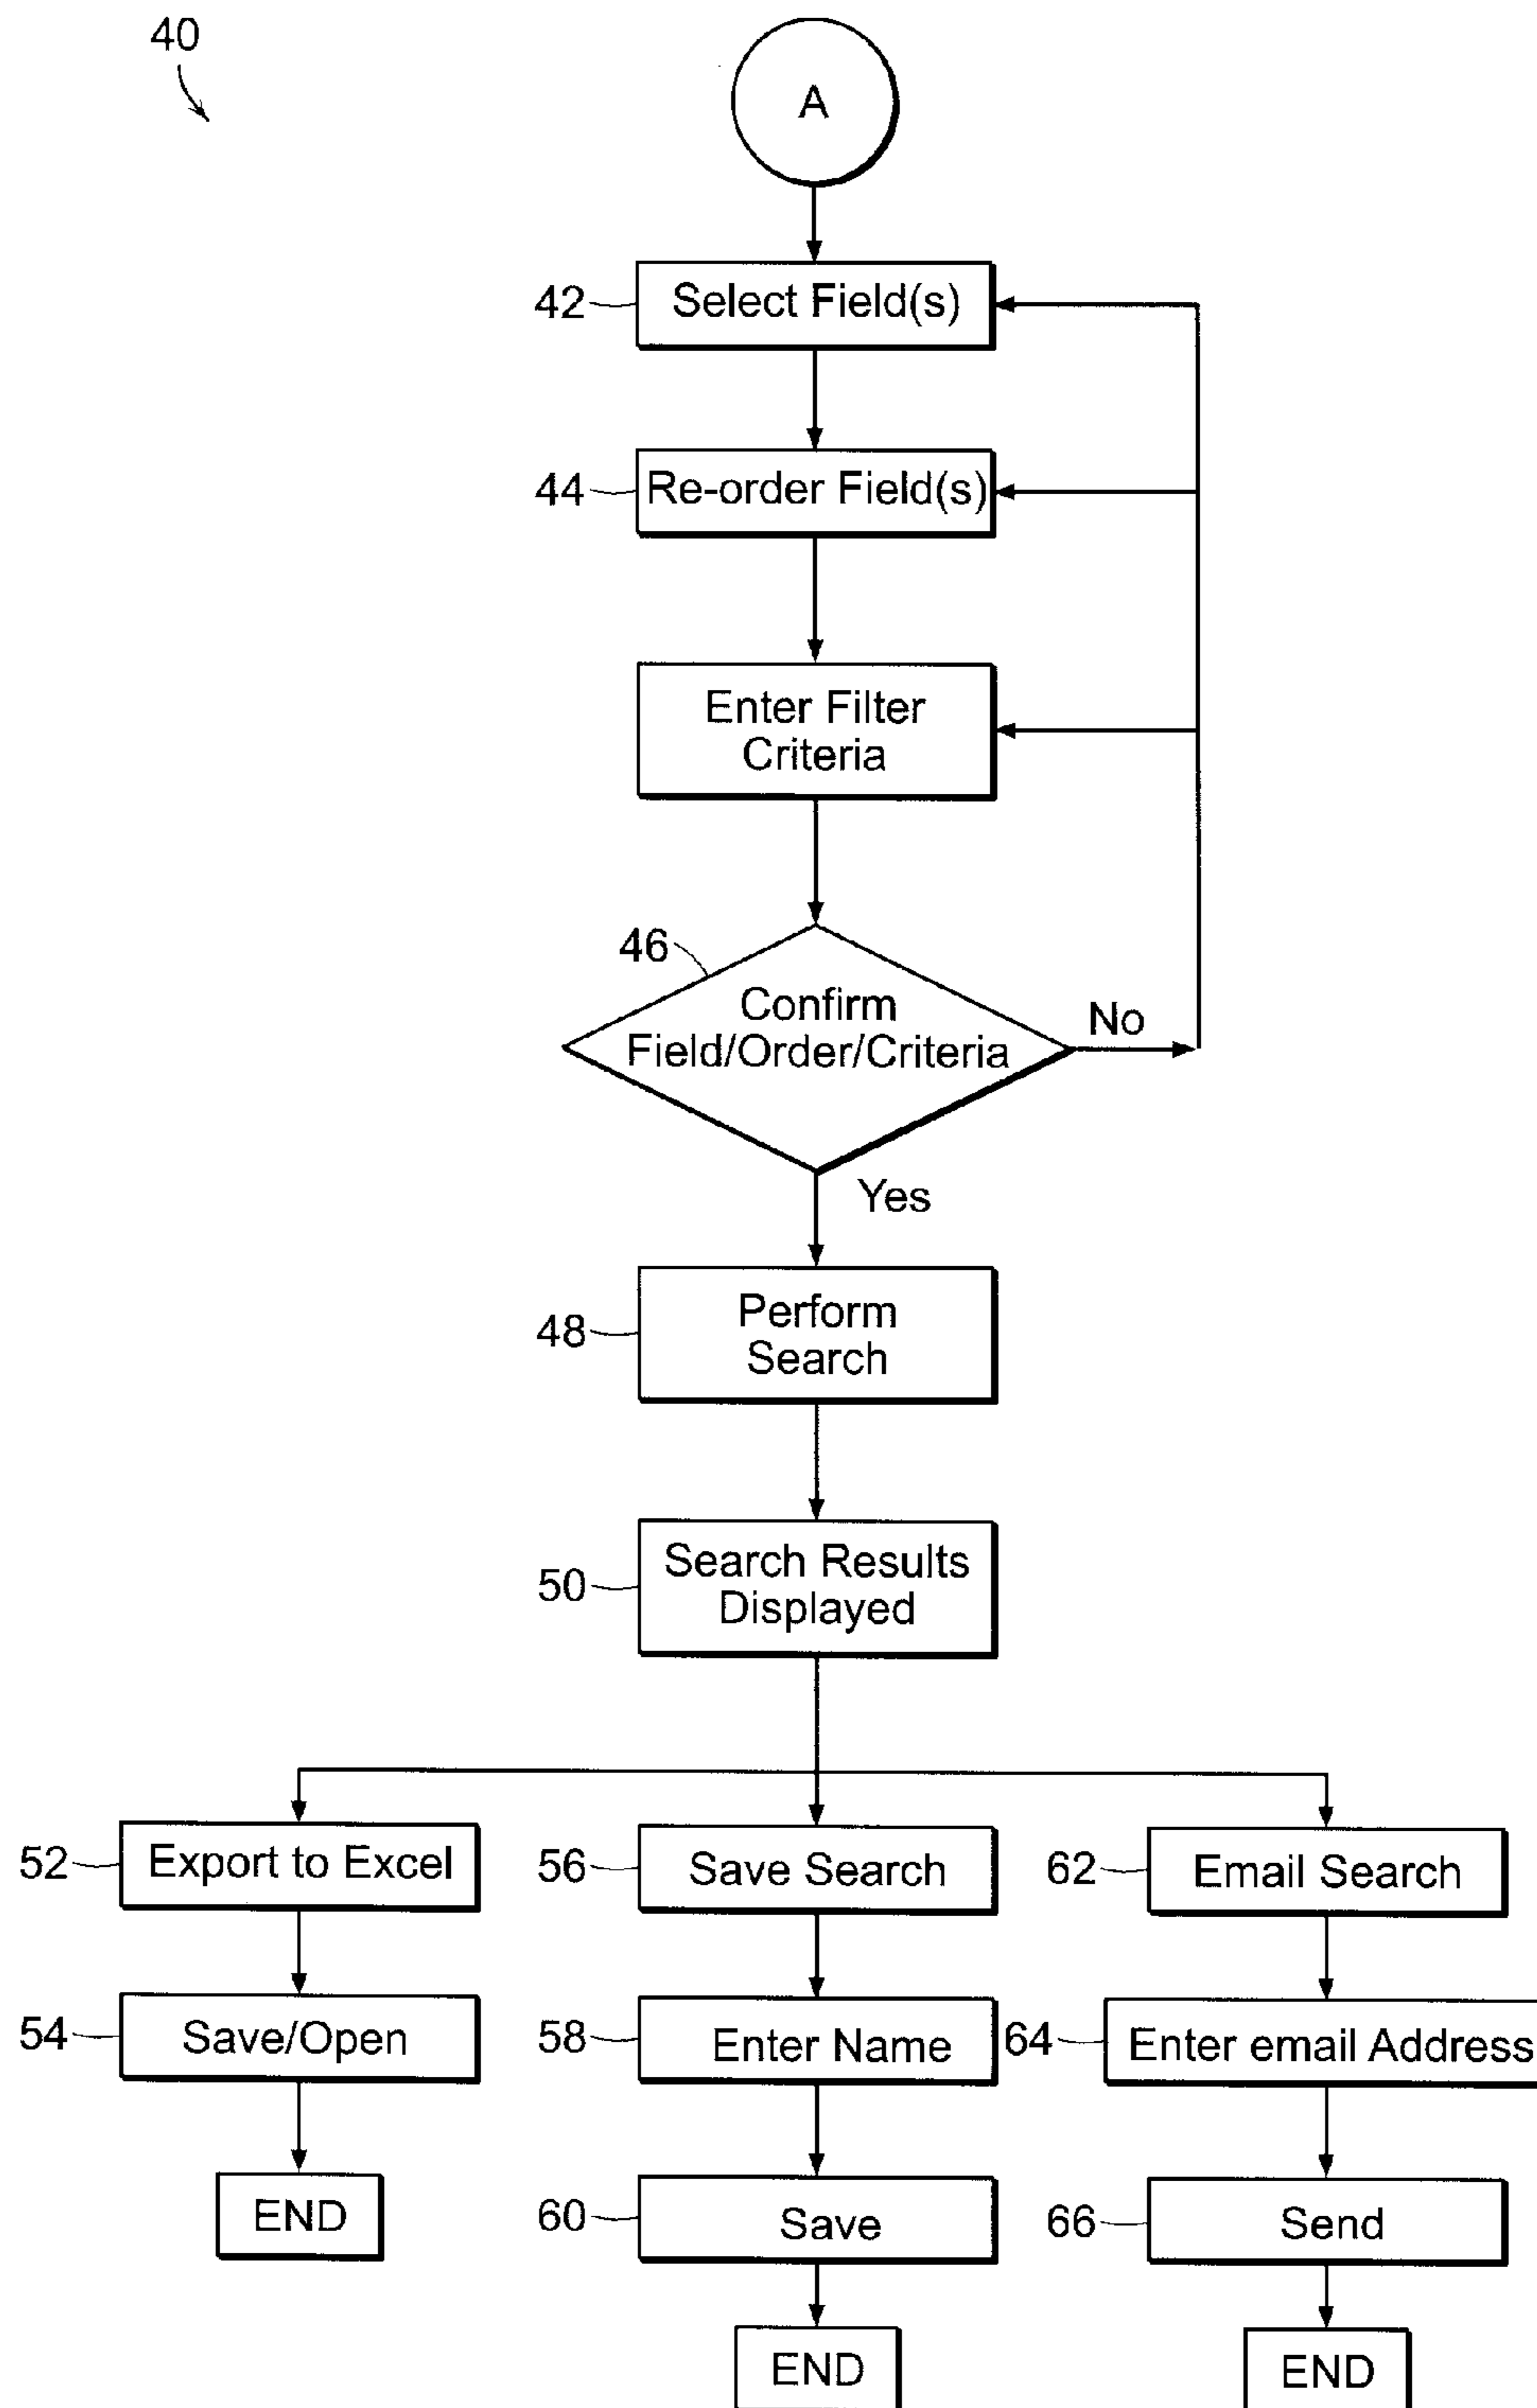 40
A
42
Select Field(s)
44
Re-order Field(s)
Enter Filter
Criteria
46
Confirm
Field/Order/Criteria
No
Yes
48
Perform
Search
50
Search Results
Displayed
52
Export to Excel
56
Save Search
62
Email Search
54
Save/Open
58
Enter Name
64
Enter email Address
END
60
Save
66
Send
END
END